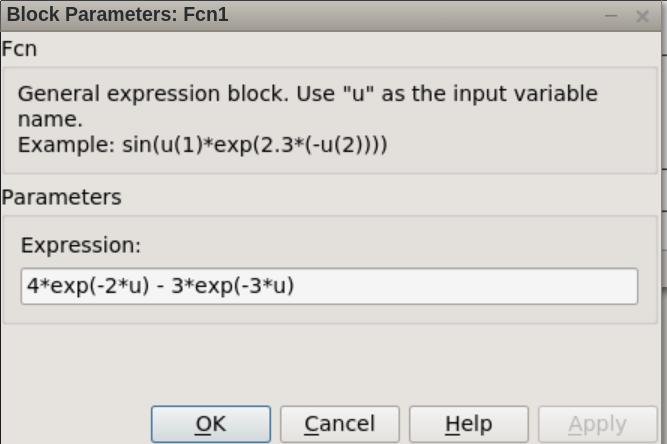 Block Parameters: Fcn1
Fcn
General expression block. Use "u" as the input variable
name.
Example: sin(u(1)*exp(2.3*(-u(2))))
Parameters
Expression:
4*exp(-2*u) - 3*exp(-3*u)
OK Cancel Help Apply